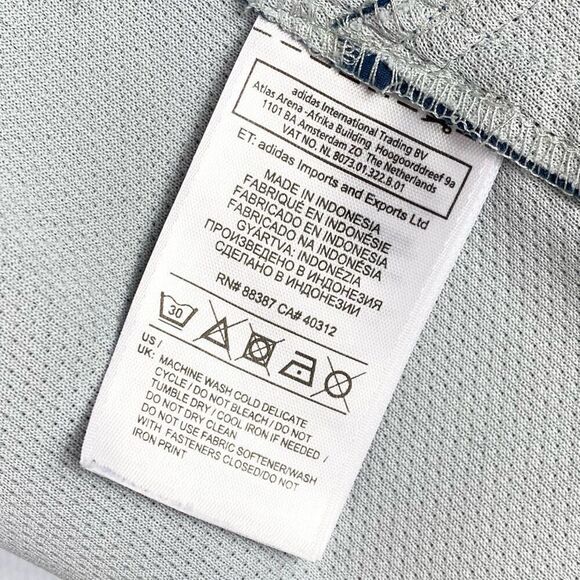 adidas International Trading BV
Atlas Arena -Afrika Building Hoogoorddreef 9a
1101 BA Amsterdam ZO The Netherlands
VAT NO. NL 8073.01.322.B.01
ET: adidas Imports and Exports Ltd
MADE IN INDONESIA
FABRIQUÉ EN INDONÉSIE
FABRICADO EN INDONESIA
FABRICADO NA INDONÉSIA
GYÁRTVA, INDONÉZIA
ПРОИЗВЕДЕНО В ИНДОНЕЗИЯ
СДЕЛАНО В ИНДОНЕЗИИ
RN# 88387 CA# 40312
30
US /
UK: MACHINE WASH COLD DELICATE
CYCLE / DO NOT BLEACH / DO NOT
TUMBLE DRY / COOL IRON IF NEEDED /
DO NOT DRY CLEAN
DO NOT USE FABRIC SOFTENER/WASH
WITH FASTENERS CLOSED/DO NOT
IRON PRINT